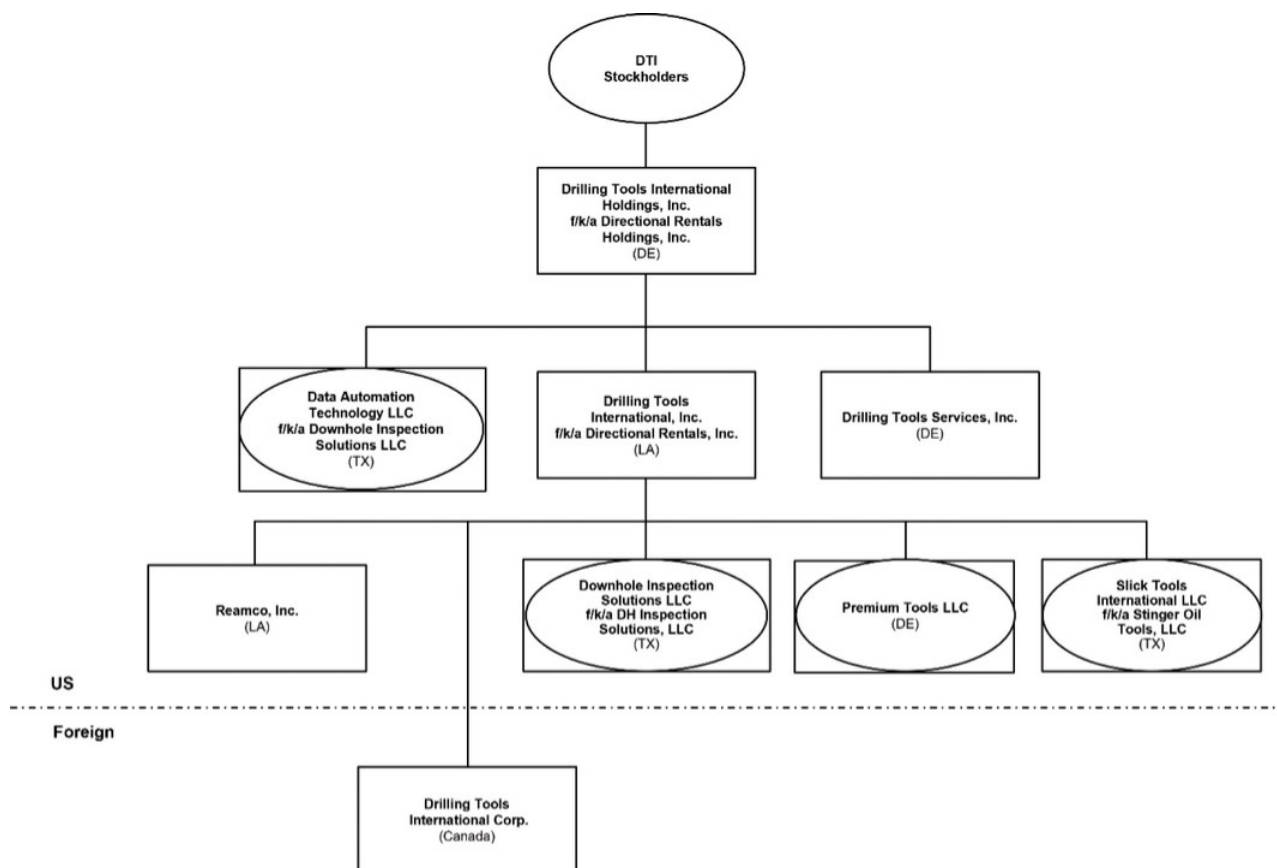 DTI
Stockholders
Drilling Tools International
Holdings, Inc.
f/k/a Directional Rentals
Holdings, Inc.
(DE)
Data Automation
Technology LLC
f/k/a Downhole Inspection
Solutions LLC
(TX)
Drilling Tools
International, Inc.
f/k/a Directional Rentals, Inc.
(LA)
Drilling Tools Services, Inc.
(DE)
Reamco, Inc.
(LA)
Downhole Inspection
Solutions LLC
f/k/a DH Inspection
Solutions, LLC
(TX)
Premium Tools LLC
(DE)
Slick Tools
International LLC
f/k/a Stinger Oil
Tools, LLC
(TX)
US
Foreign
Drilling Tools
International Corp.
(Canada)